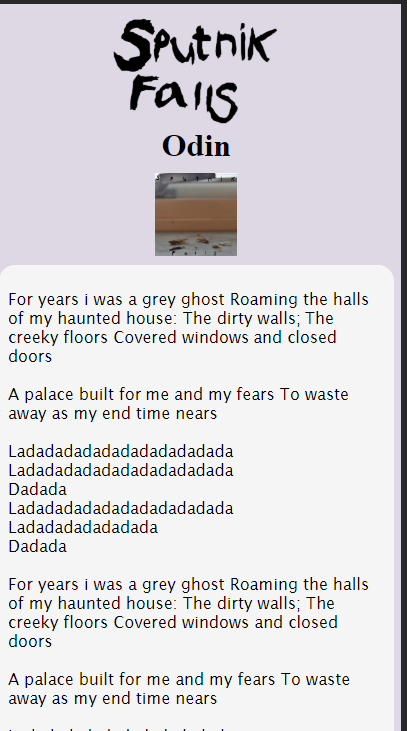 Sputnik
Falls
Odin
For years i was a grey ghost Roaming the halls
of my haunted house: The dirty walls; The
creeky floors Covered windows and closed
doors
A palace built for me and my fears To waste
away as my end time nears
Ladadadadadadadadadadada
Ladadadadadadadadadadada
Dadada
Ladadadadadadadadadadada
Ladadadadadadada
Dadada
For years i was a grey ghost Roaming the halls
of my haunted house: The dirty walls; The
creeky floors Covered windows and closed
doors
A palace built for me and my fears To waste
away as my end time nears